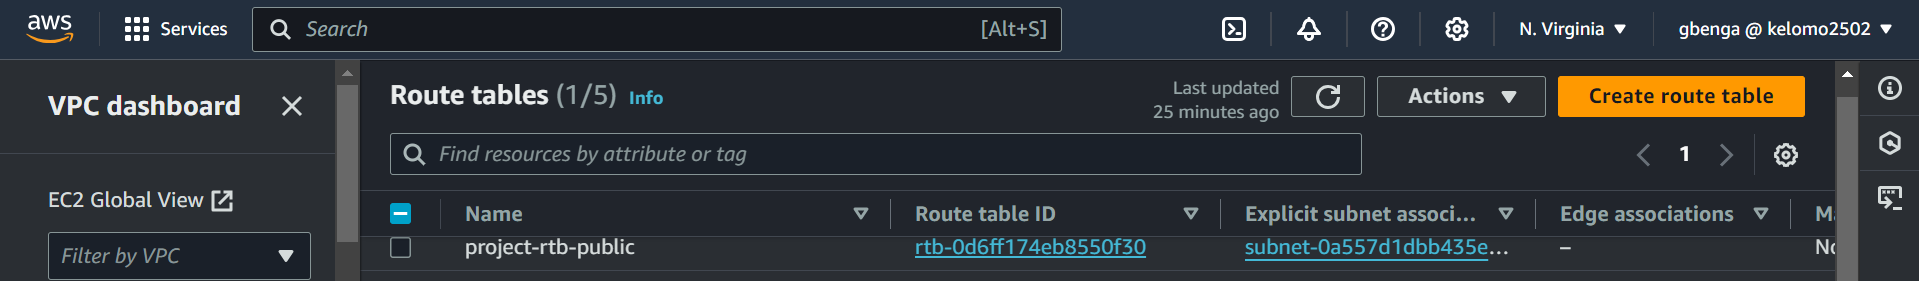 aws Services Search [Alt+S] N. Virginia gbenga @ kelomo2502
VPC dashboard
EC2 Global View
Filter by VPC
Route tables (1/5) Info
Last updated
25 minutes ago
Actions
Create route table
Find resources by attribute or tag
1
Name Route table ID Explicit subnet associ... Edge associations
project-rtb-public rtb-0d6ff174eb8550f30 subnet-0a557d1dbb435e... –